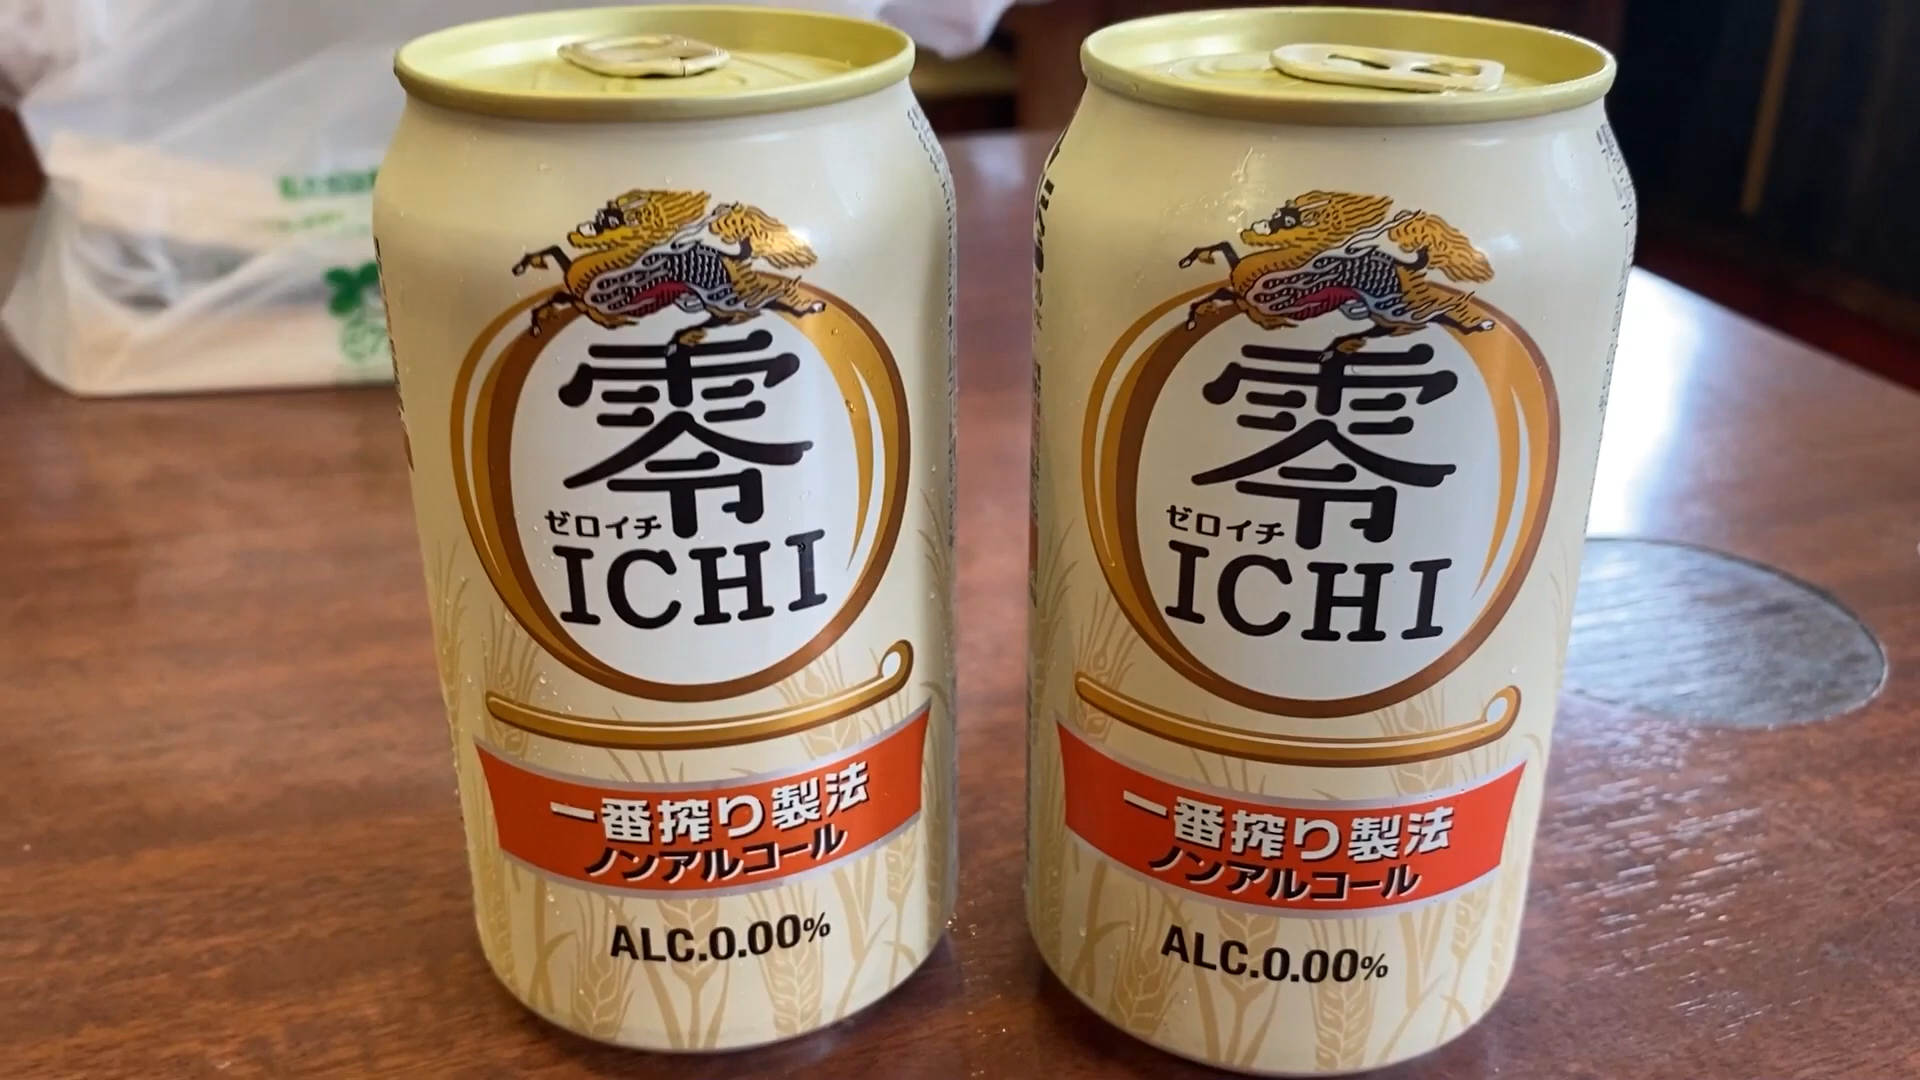 零
ゼロイチ
ICHI
一番搾り製法
ノンアルコール
ALC.0.00%
零
ゼロイチ
ICHI
一番搾り製法
ノンアルコール
ALC.0.00%